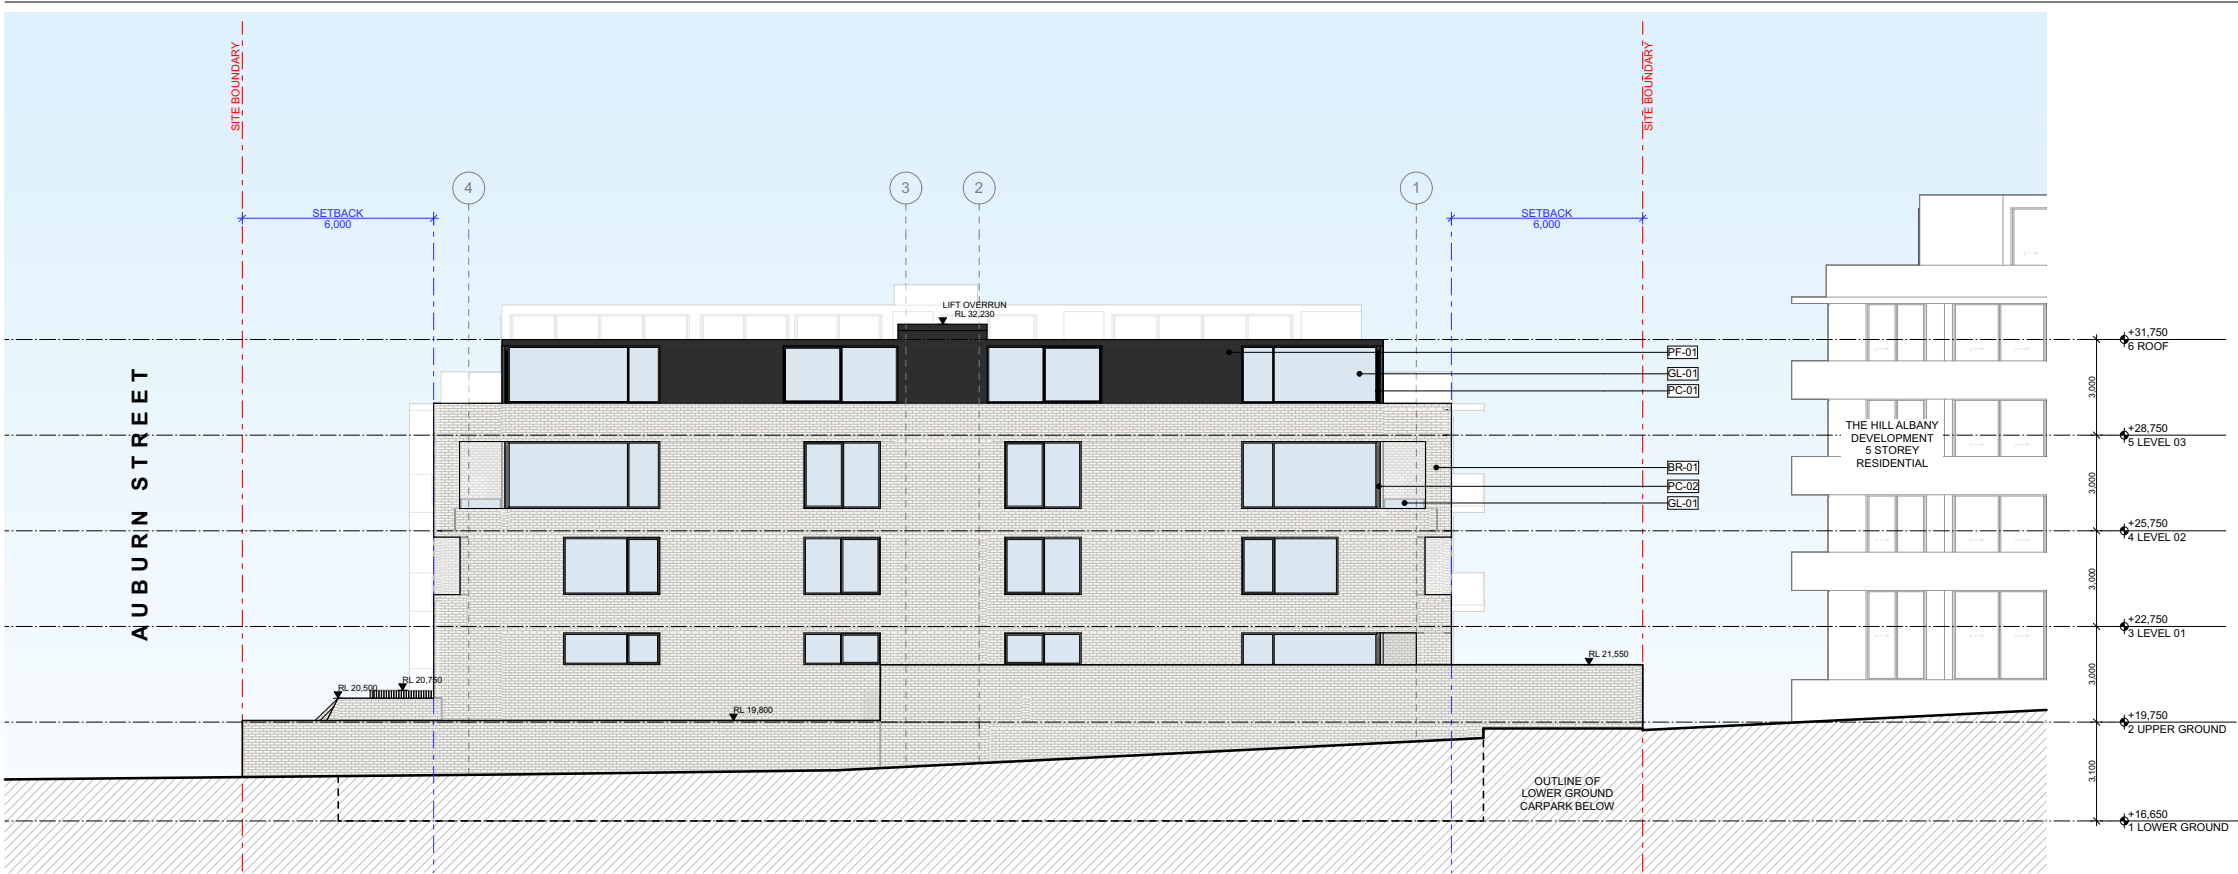 SITE BOUNDARY
SITE BOUNDARY
4
3
2
1
SETBACK
6,000
SETBACK
6,000
LIFT OVERRUN
RL 32,230
AUBURN STREET
PF-01
GL-01
PC-01
BR-01
PC-02
GL-01
THE HILL ALBANY
DEVELOPMENT
5 STOREY
RESIDENTIAL
+31,750
6 ROOF
3,000
+28,750
5 LEVEL 03
3,000
+25,750
4 LEVEL 02
3,000
+22,750
3 LEVEL 01
3,000
+19,750
2 UPPER GROUND
3,100
+16,650
1 LOWER GROUND
RL 21,550
RL 20,500
RL 20,750
RL 19,800
OUTLINE OF
LOWER GROUND
CARPARK BELOW